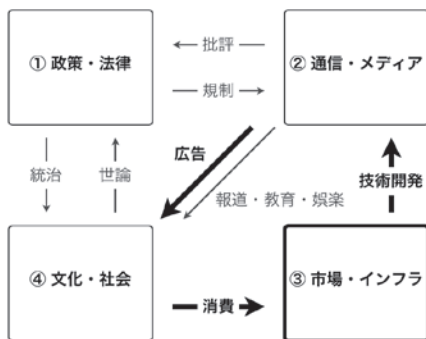 批評
① 政策・法律
② 通信・メディア
規制
広告
統治
世論
技術開発
報道・教育・娯楽
④ 文化・社会
③ 市場・インフラ
消費